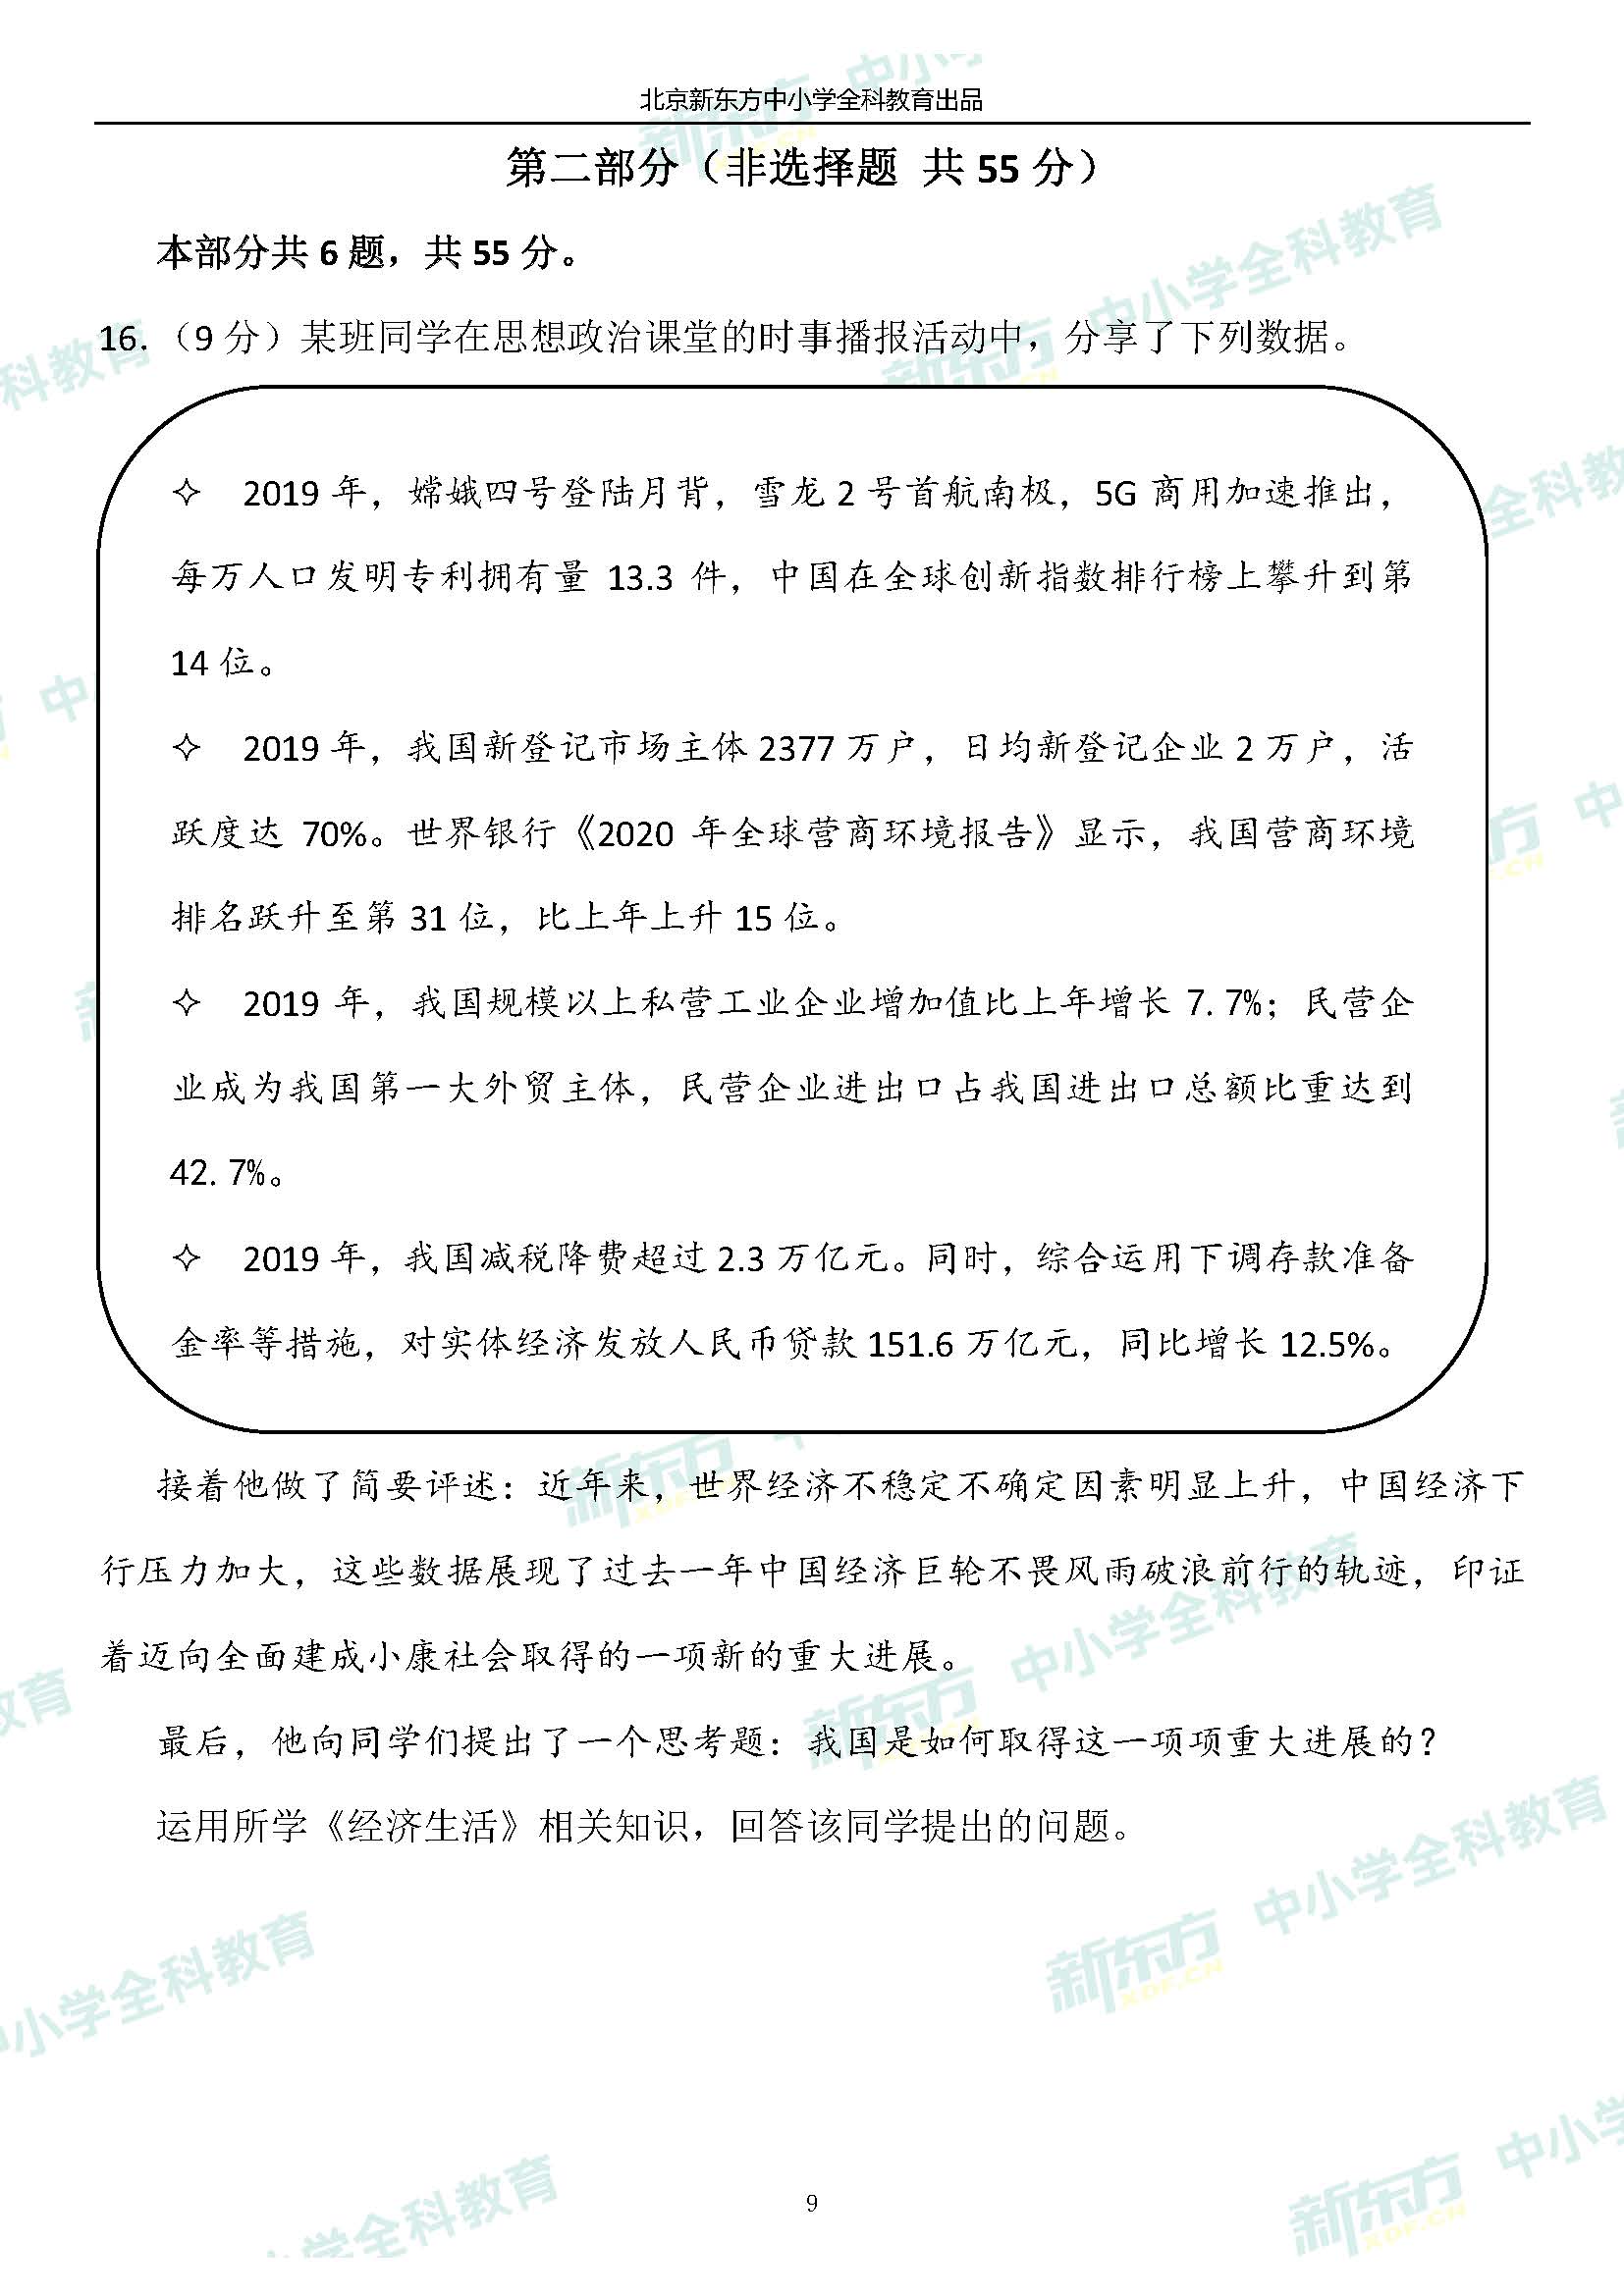 北京新东方中小学全科教育出品
第二部分（非选择题 共 55 分）
本部分共 6 题，共 55 分。
16. （9 分）某班同学在思想政治课堂的时事播报活动中，分享了下列数据。
✧ 2019 年，嫦娥四号登陆月背，雪龙 2 号首航南极，5G 商用加速推出，
每万人口发明专利拥有量 13.3 件，中国在全球创新指数排行榜上攀升到第
14 位。
✧ 2019 年，我国新登记市场主体 2377 万户，日均新登记企业 2 万户，活
跃度达 70%。世界银行《2020 年全球营商环境报告》显示，我国营商环境
排名跃升至第 31 位，比上年上升 15 位。
✧ 2019 年，我国规模以上私营工业企业增加值比上年增长 7. 7%；民营企
业成为我国第一大外贸主体，民营企业进出口占我国进出口总额比重达到
42. 7%。
✧ 2019 年，我国减税降费超过 2.3 万亿元。同时，综合运用下调存款准备
金率等措施，对实体经济发放人民币贷款 151.6 万亿元，同比增长 12.5%。
接着他做了简要评述：近年来，世界经济不稳定不确定因素明显上升，中国经济下
行压力加大，这些数据展现了过去一年中国经济巨轮不畏风雨破浪前行的轨迹，印证
着迈向全面建成小康社会取得的一项新的重大进展。
最后，他向同学们提出了一个思考题：我国是如何取得这一项项重大进展的？
运用所学《经济生活》相关知识，回答该同学提出的问题。
新东方 XDF.CN 中小学全科教育
9